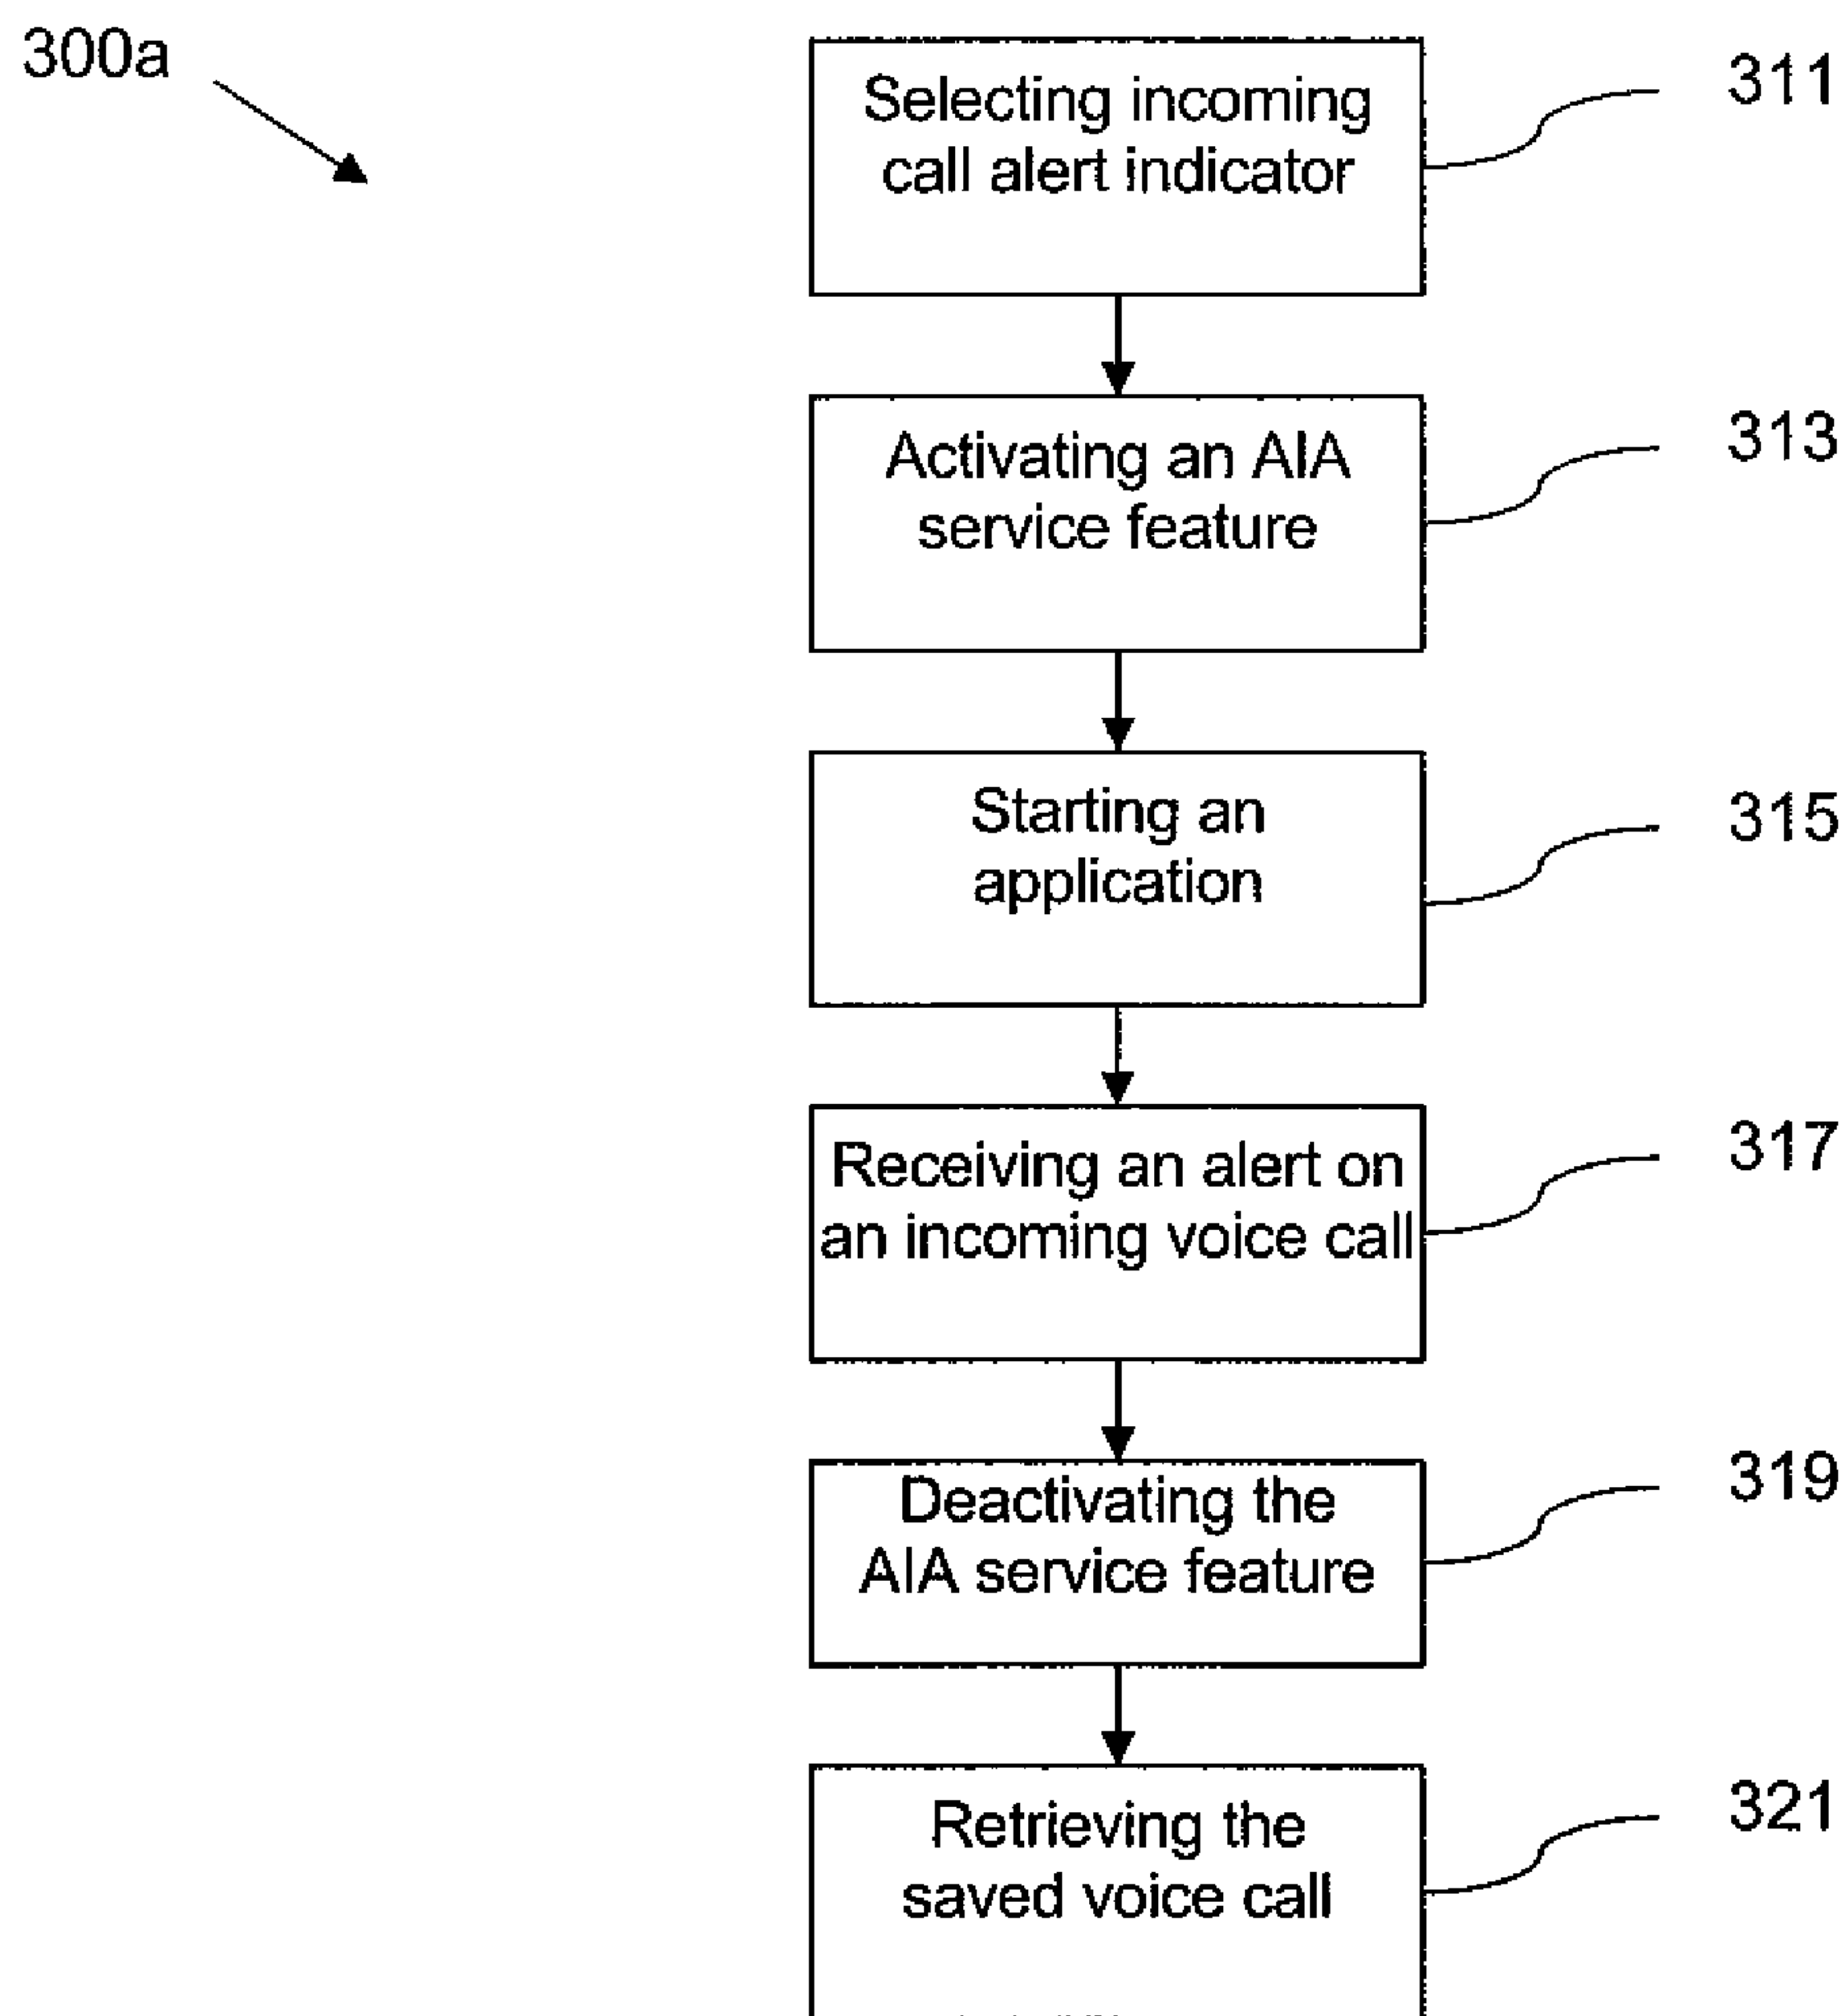 300a
Selecting incoming
call alert indicator
311
Activating an AIA
service feature
313
Starting an
application
315
Receiving an alert on
an incoming voice call
317
Deactivating the
AIA service feature
319
Retrieving the
saved voice call
321